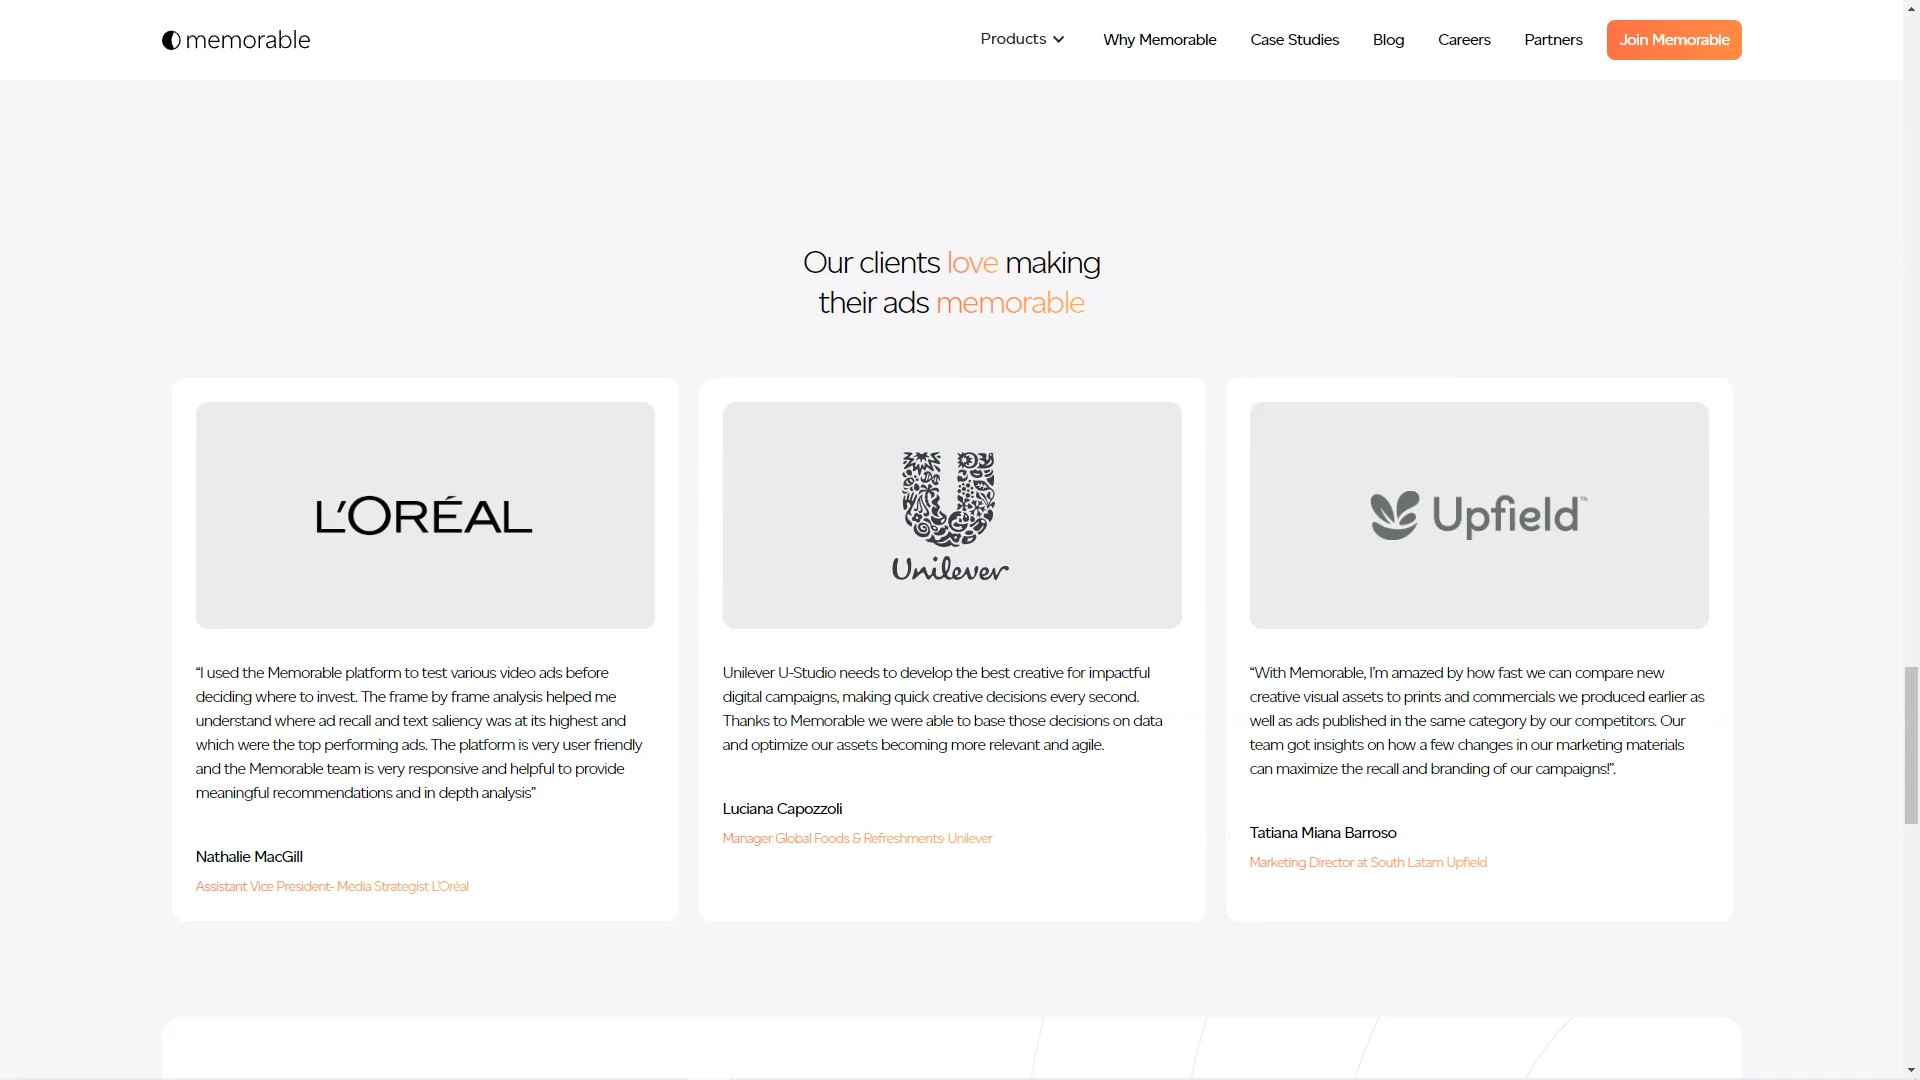 memorable
Products
Why Memorable
Case Studies
Blog
Careers
Partners
Join Memorable
Our clients love making
their ads memorable
L'ORÉAL
“I used the Memorable platform to test various video ads before
deciding where to invest. The frame by frame analysis helped me
understand where ad recall and text saliency was at its highest and
which were the top performing ads. The platform is very user friendly
and the Memorable team is very responsive and helpful to provide
meaningful recommendations and in depth analysis”
Nathalie MacGill
Assistant Vice President- Media Strategist L'Oréal
Unilever
Unilever U-Studio needs to develop the best creative for impactful
digital campaigns, making quick creative decisions every second.
Thanks to Memorable we were able to base those decisions on data
and optimize our assets becoming more relevant and agile.
Luciana Capozzoli
Manager Global Foods & Refreshments· Unilever
Upfield™
“With Memorable, I'm amazed by how fast we can compare new
creative visual assets to prints and commercials we produced earlier as
well as ads published in the same category by our competitors. Our
team got insights on how a few changes in our marketing materials
can maximize the recall and branding of our campaigns!”.
Tatiana Miana Barroso
Marketing Director at South Latam Upfield